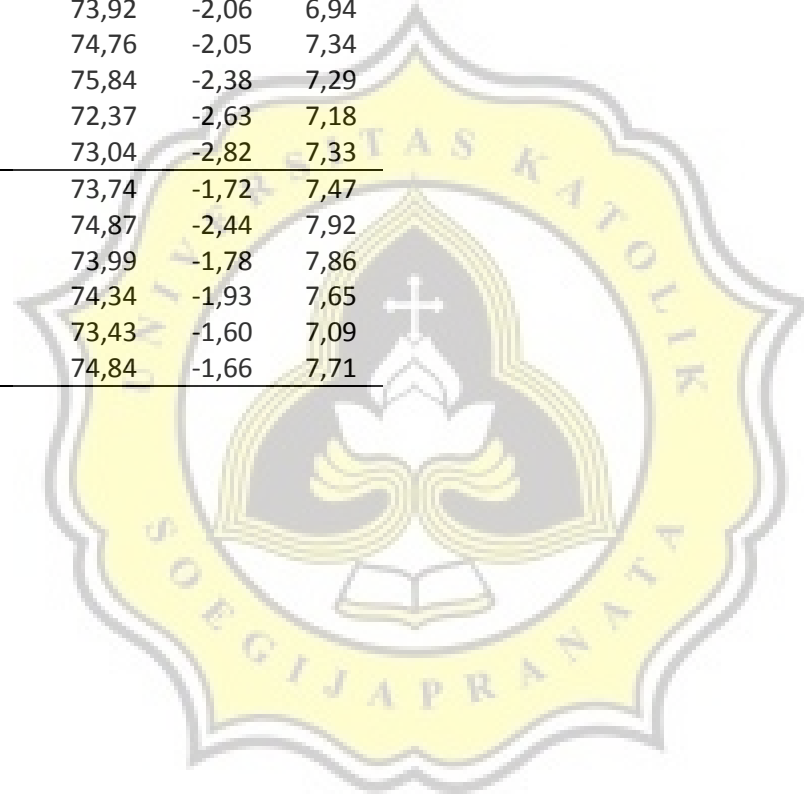 73,92 -2,06 6,94
74,76 -2,05 7,34
75,84 -2,38 7,29
72,37 -2,63 7,18
73,04 -2,82 7,33
73,74 -1,72 7,47
74,87 -2,44 7,92
73,99 -1,78 7,86
74,34 -1,93 7,65
73,43 -1,60 7,09
74,84 -1,66 7,71
UNIVERSITAS KATOLIK
SOEGIJAPRANATA